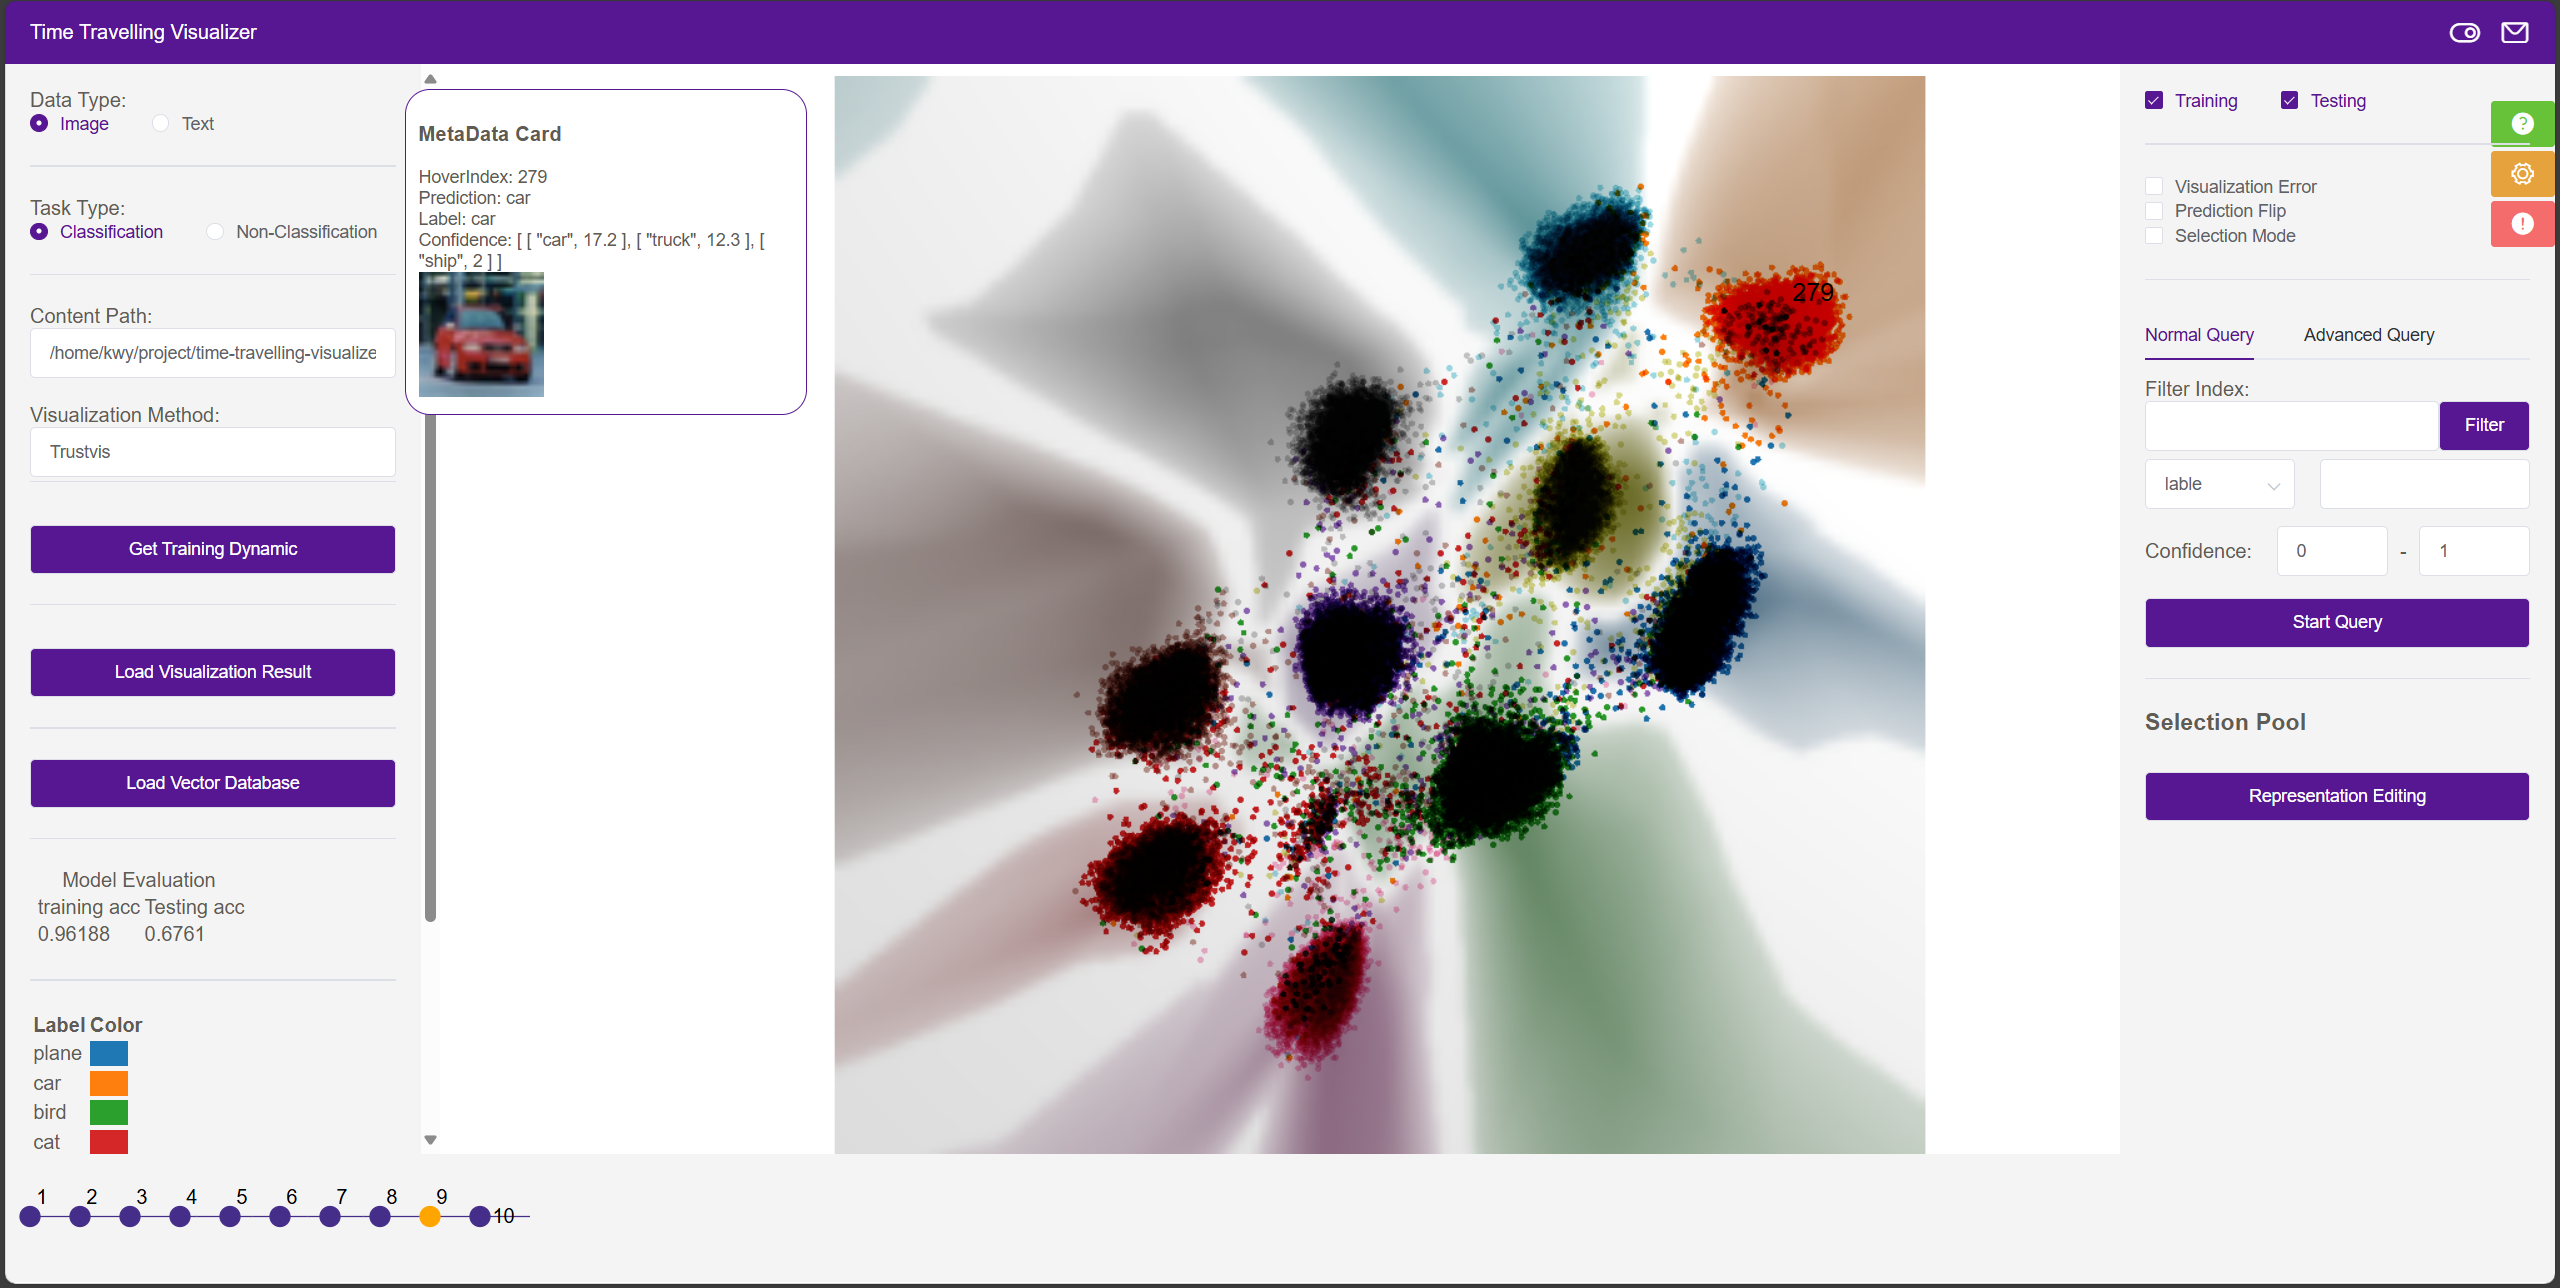 Time Travelling Visualizer
Data Type:
Image Text
Task Type:
Classification Non-Classification
Content Path:
/home/kwy/project/time-travelling-visualize
Visualization Method:
Trustvis
Get Training Dynamic
Load Visualization Result
Load Vector Database
Model Evaluation
training acc Testing acc
0.96188 0.6761
Label Color
plane
car
bird
cat
1 2 3 4 5 6 7 8 9 10
MetaData Card
HoverIndex: 279
Prediction: car
Label: car
Confidence: [ [ "car", 17.2 ], [ "truck", 12.3 ], [
"ship", 2 ] ]
279
Training Testing
Visualization Error
Prediction Flip
Selection Mode
Normal Query Advanced Query
Filter Index:
Filter
lable
Confidence: 0 - 1
Start Query
Selection Pool
Representation Editing